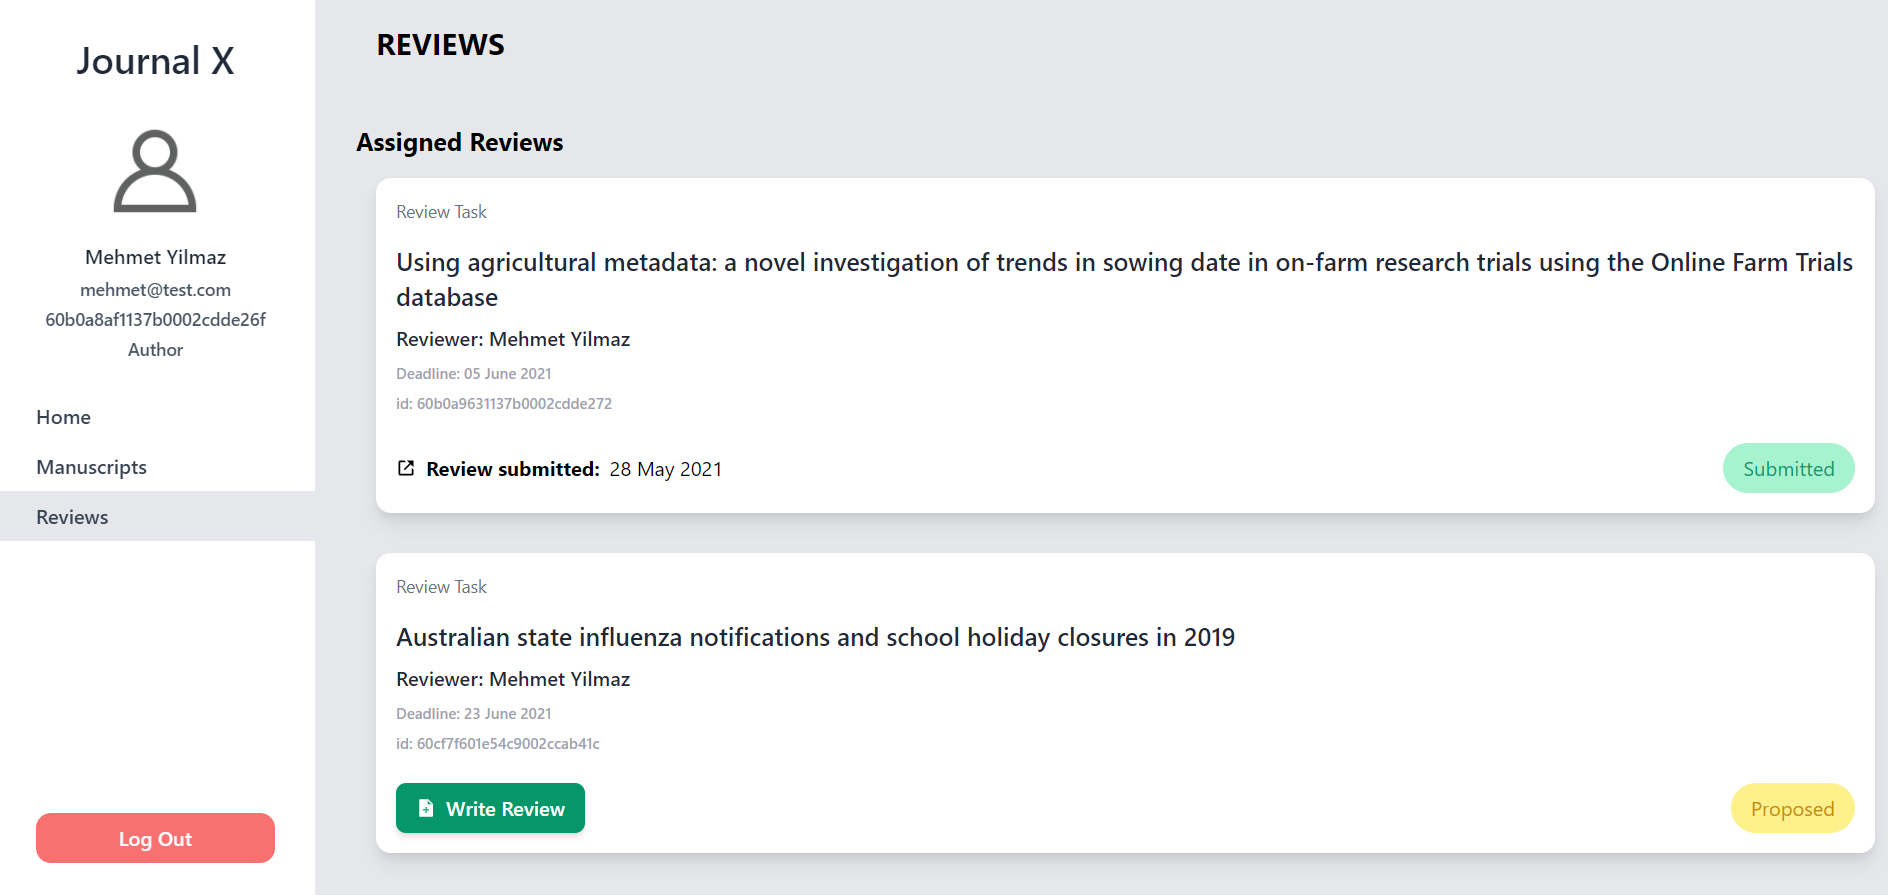 Journal X
Mehmet Yilmaz
mehmet@test.com
60b0a8af1137b0002cdde26f
Author
Home
Manuscripts
Reviews
Log Out
REVIEWS
Assigned Reviews
Review Task
Using agricultural metadata: a novel investigation of trends in sowing date in on-farm research trials using the Online Farm Trials
database
Reviewer: Mehmet Yilmaz
Deadline: 05 June 2021
id: 60b0a9631137b0002cdde272
Review submitted: 28 May 2021
Submitted
Review Task
Australian state influenza notifications and school holiday closures in 2019
Reviewer: Mehmet Yilmaz
Deadline: 23 June 2021
id: 60cf7f601e54c9002ccab41c
Write Review
Proposed